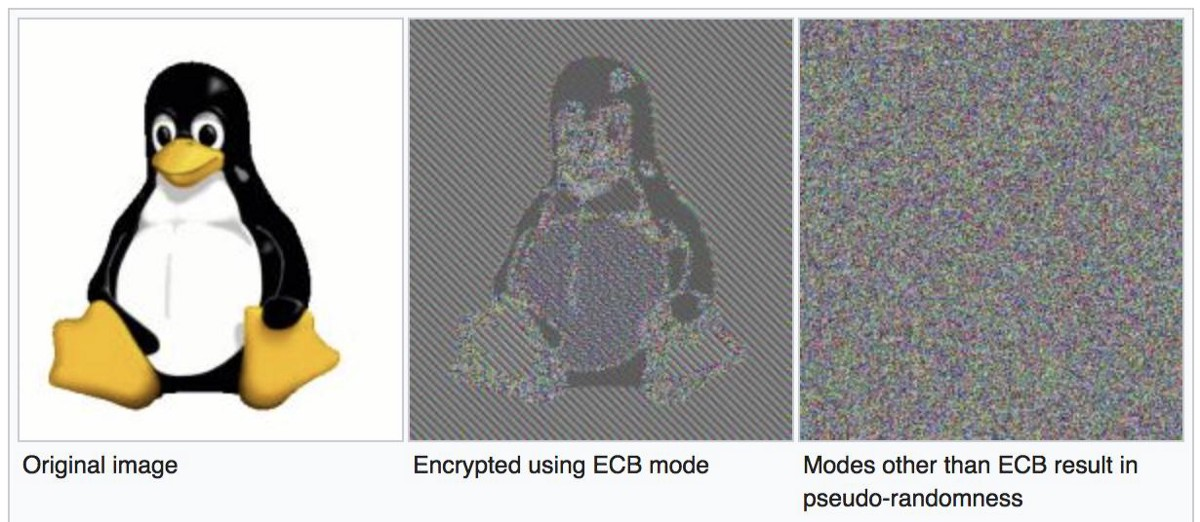 Original image
Encrypted using ECB mode
Modes other than ECB result in
pseudo-randomness